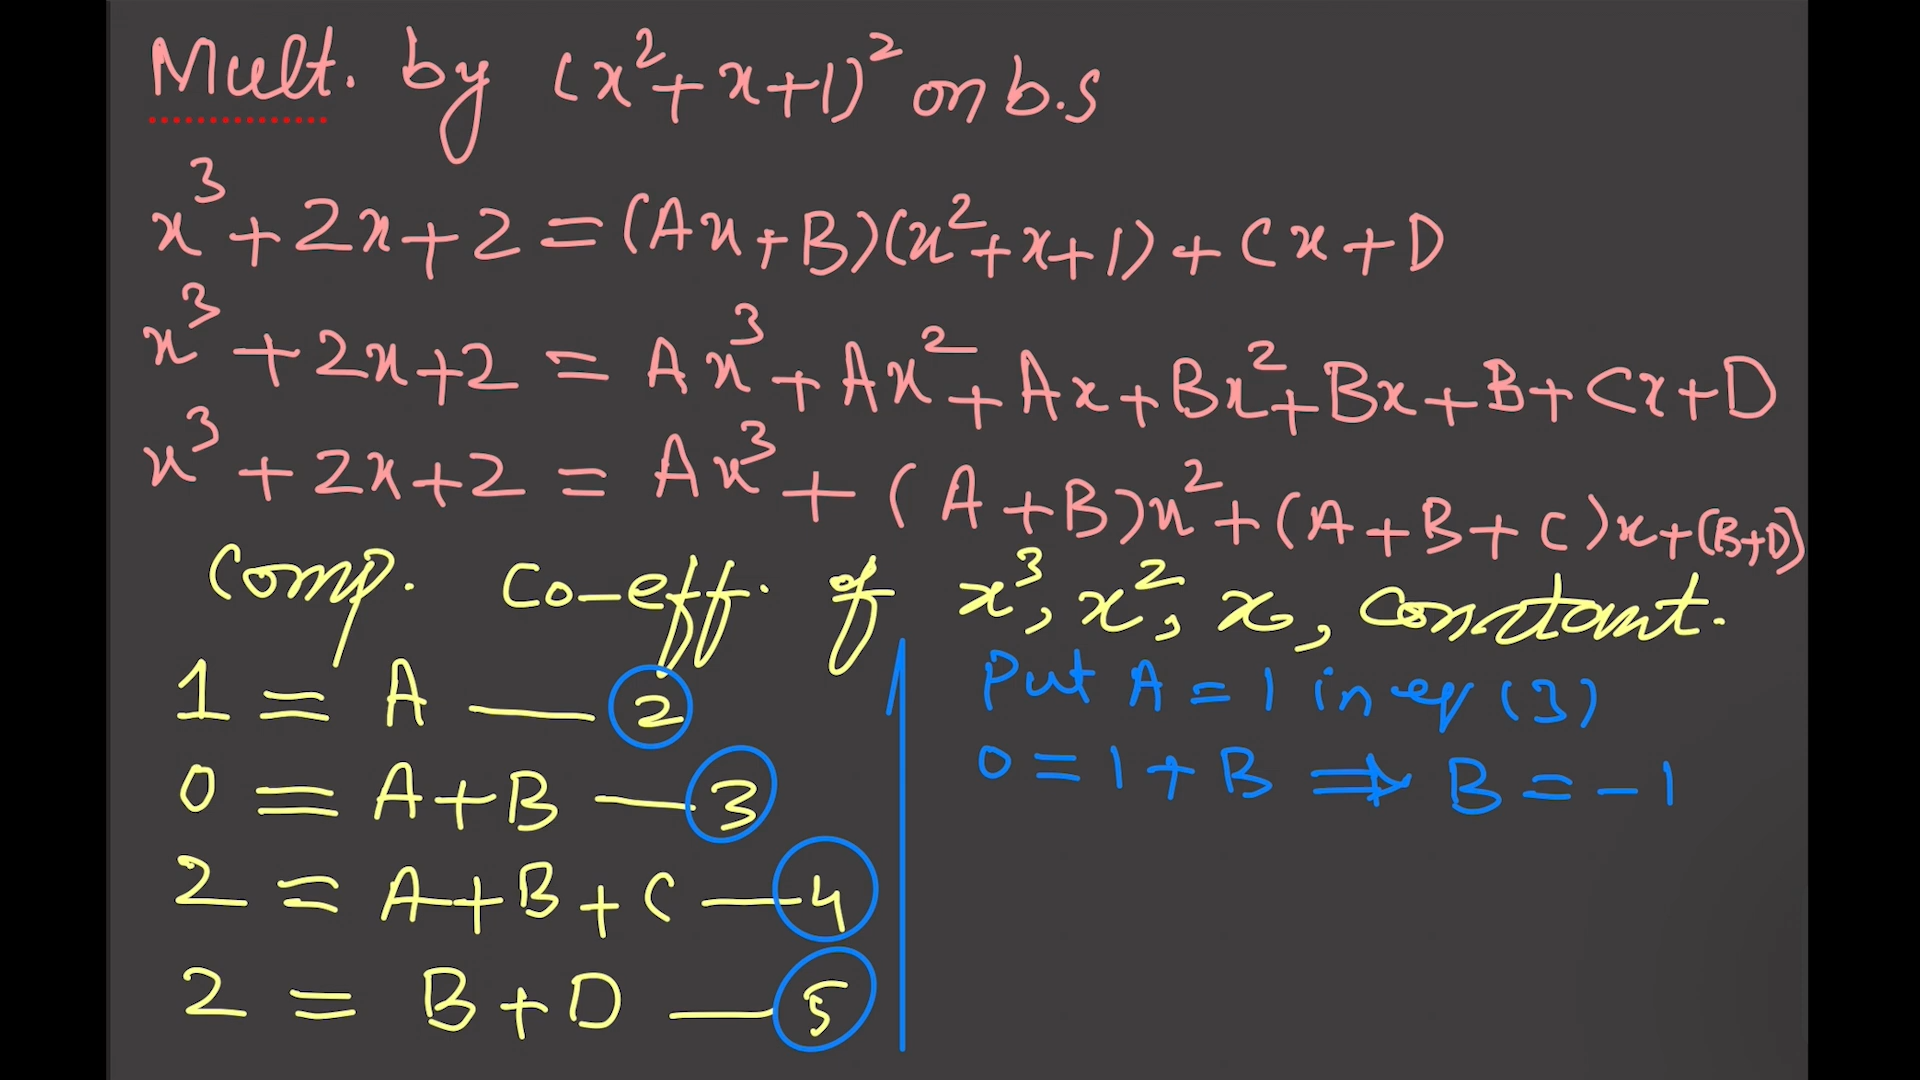 Mult. by (x²+x+1)² on b.s
x³+2x+2=(Ax+B)(x²+x+1)+Cx+D
x³+2x+2=Ax³+Ax²+Ax+Bx²+Bx+B+Cx+D
x³+2x+2=Ax³+(A+B)x²+(A+B+C)x+(B+D)
Comp. Co-eff. of x³, x², x, constant.
1=A—2
0=A+B—3
2=A+B+C—4
2=B+D—5
Put A=1 in eq (3)
0=1+B⇒B=-1